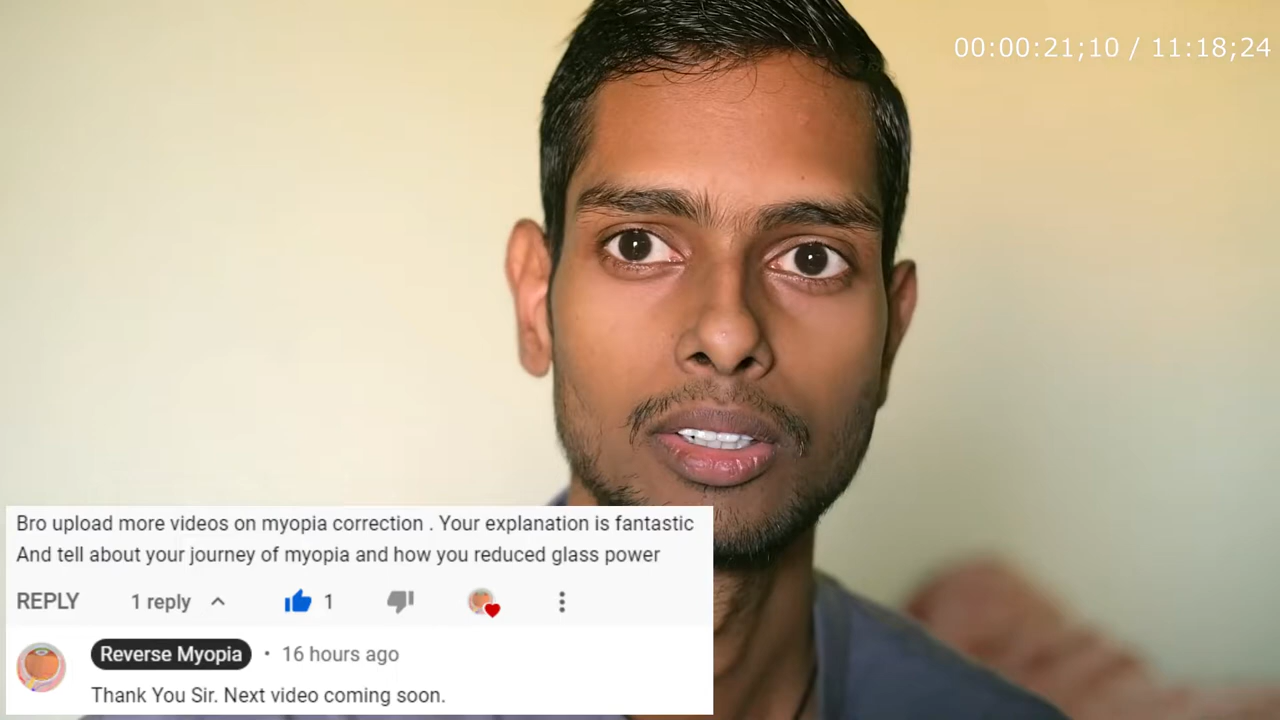 00:00:21;10 / 11:18;24
Bro upload more videos on myopia correction . Your explanation is fantastic
And tell about your journey of myopia and how you reduced glass power
REPLY 1 reply 1
Reverse Myopia • 16 hours ago
Thank You Sir. Next video coming soon.